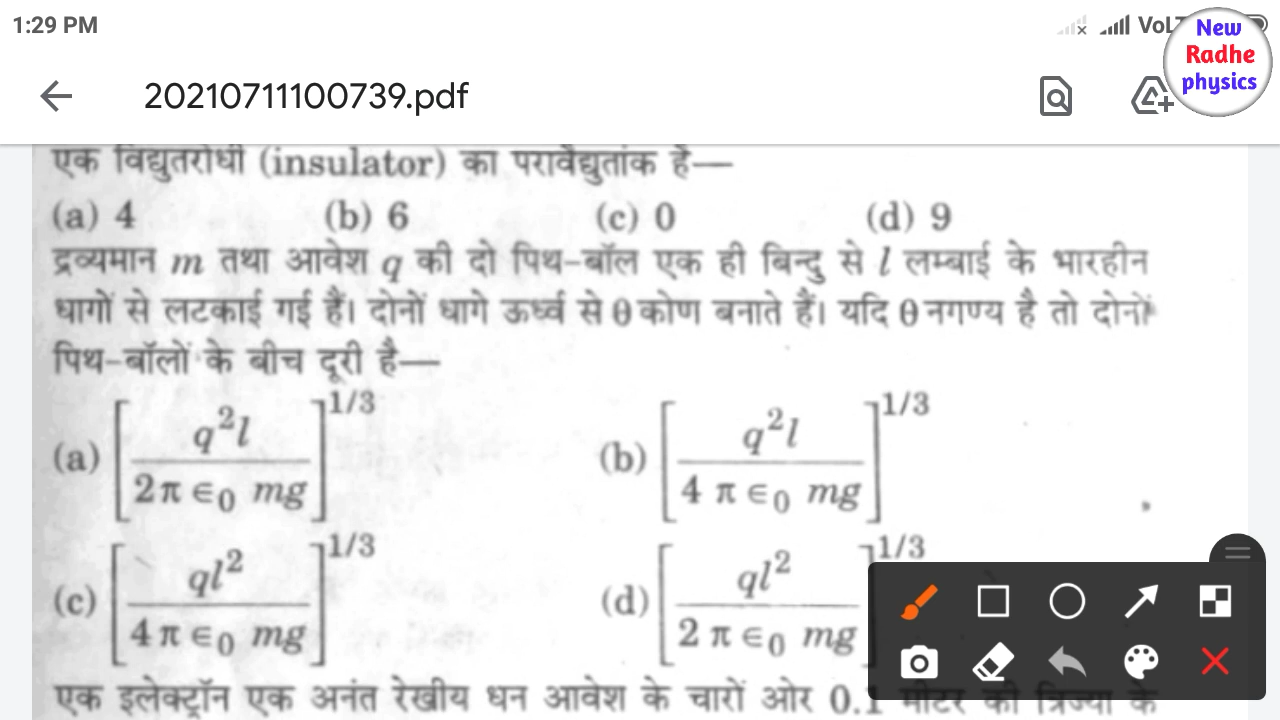 1:29 PM
New
Radhe
physics
20210711100739.pdf
एक विद्युतरोधी (insulator) का परावैद्युतांक है—
(a) 4 (b) 6 (c) 0 (d) 9
द्रव्यमान m तथा आवेश q की दो पिथ-बॉल एक ही बिन्दु से l लम्बाई के भारहीन
धागों से लटकाई गई हैं। दोनों धागे ऊर्ध्व से θ कोण बनाते हैं। यदि θ नगण्य है तो दोनों
पिथ-बॉलों के बीच दूरी है—
(a) [q²l / 2π∈₀ mg]^1/3 (b) [q²l / 4 π∈₀ mg]^1/3
(c) [ql² / 4π∈₀ mg]^1/3 (d) [ql² / 2 π∈₀ mg]^1/3
एक इलेक्ट्रॉन एक अनंत रेखीय धन आवेश के चारों ओर 0.1 मीटर की त्रिज्या के